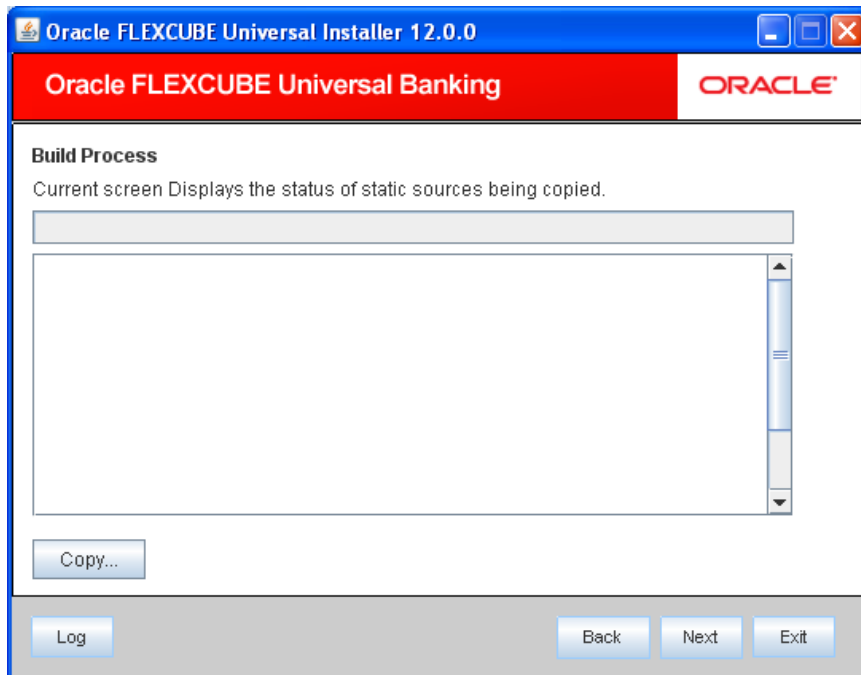 Oracle FLEXCUBE Universal Installer 12.0.0
Oracle FLEXCUBE Universal Banking
ORACLE
Build Process
Current screen Displays the status of static sources being copied.
Copy...
Log
Back
Next
Exit